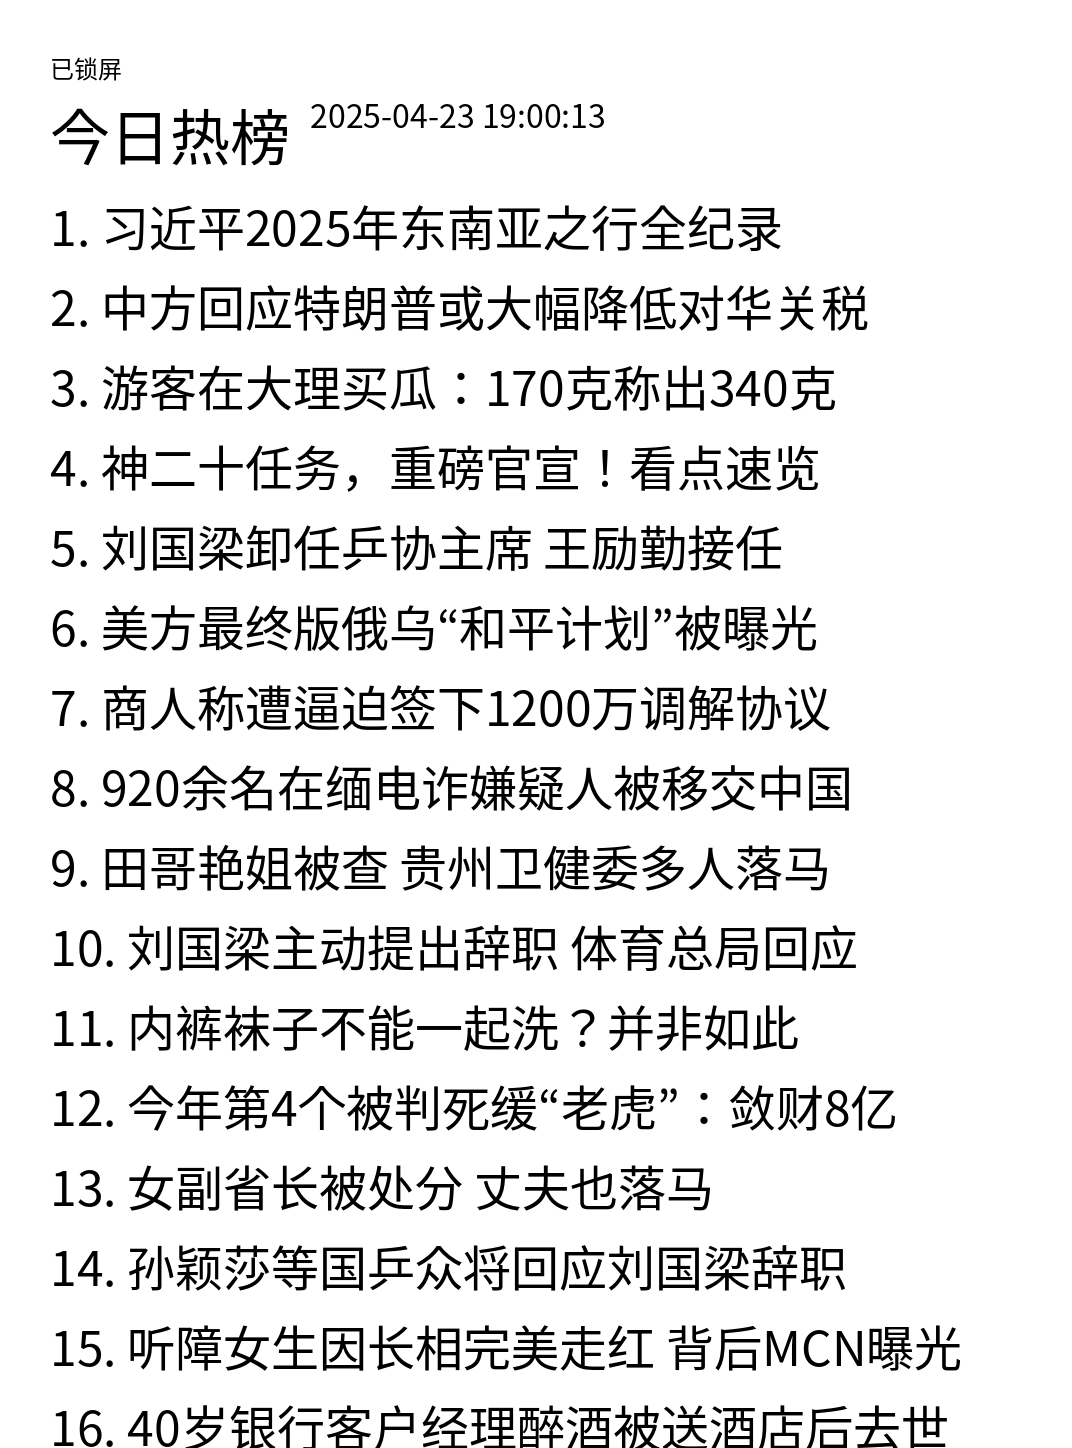 已锁屏
今日热榜 2025-04-23 19:00:13
1. 习近平2025年东南亚之行全纪录
2. 中方回应特朗普或大幅降低对华关税
3. 游客在大理买瓜：170克称出340克
4. 神二十任务，重磅官宣！看点速览
5. 刘国梁卸任乒协主席 王励勤接任
6. 美方最终版俄乌“和平计划”被曝光
7. 商人称遭逼迫签下1200万调解协议
8. 920余名在缅电诈嫌疑人被移交中国
9. 田哥艳姐被查 贵州卫健委多人落马
10. 刘国梁主动提出辞职 体育总局回应
11. 内裤袜子不能一起洗？并非如此
12. 今年第4个被判死缓“老虎”：敛财8亿
13. 女副省长被处分 丈夫也落马
14. 孙颖莎等国乒众将回应刘国梁辞职
15. 听障女生因长相完美走红 背后MCN曝光
16. 40岁银行客户经理醉酒被送酒店后去世